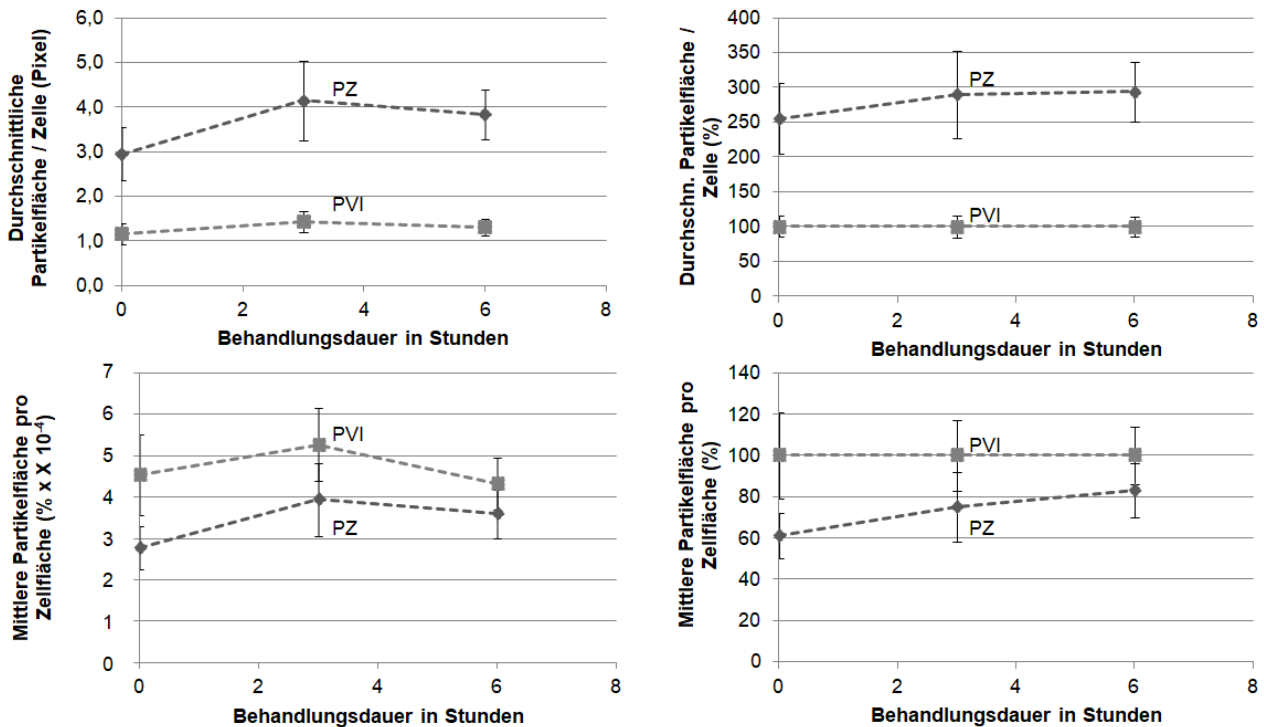 Durchschnittliche
Partikelfläche / Zelle (Pixel)
6,0
5,0
4,0
3,0
2,0
1,0
0,0
PZ
PVI
0 2 4 6 8
Behandlungsdauer in Stunden
Durchschn. Partikelfläche /
Zelle (%)
400
350
300
250
200
150
100
50
0
PZ
PVI
0 2 4 6 8
Behandlungsdauer in Stunden
Mittlere Partikelfläche pro
Zellfläche (% x X 10⁻⁴)
7
6
5
4
3
2
1
0
PVI
PZ
0 2 4 6 8
Behandlungsdauer in Stunden
Mittlere Partikelfläche pro
Zellfläche (%)
140
120
100
80
60
40
20
0
PVI
PZ
0 2 4 6 8
Behandlungsdauer in Stunden